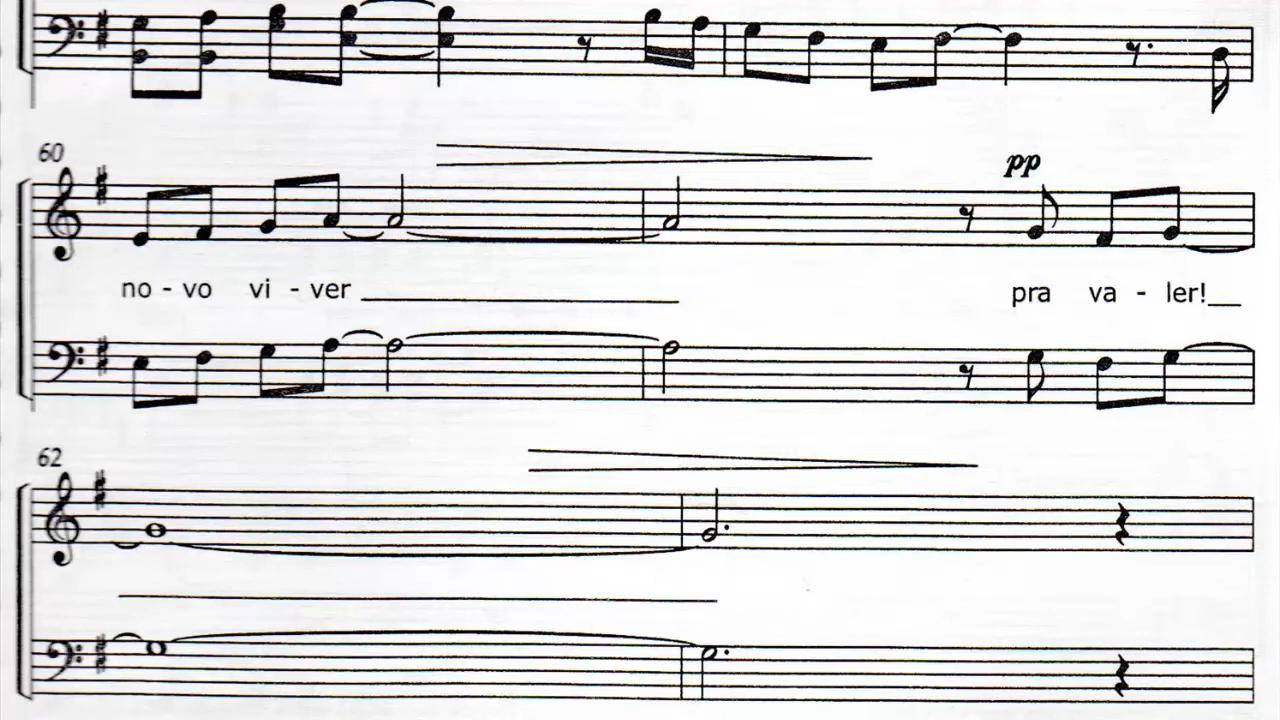 60
pp
no - vo vi - ver
pra va - ler!
62